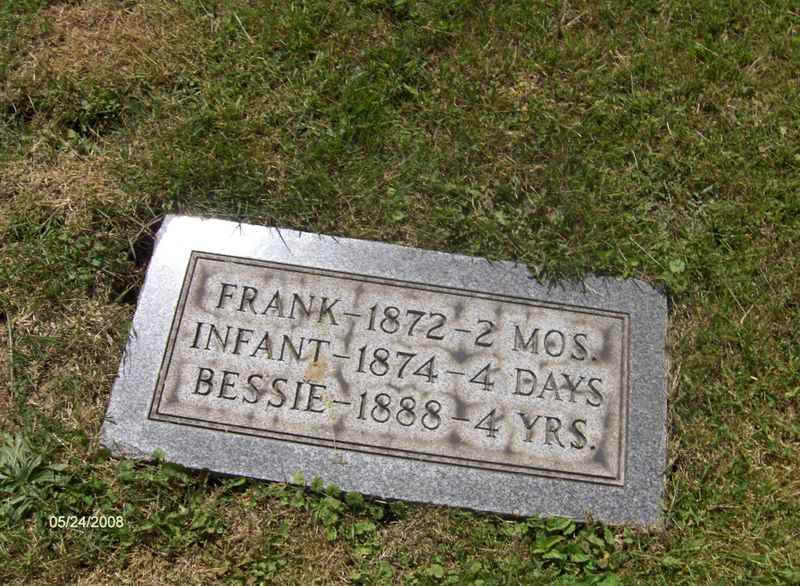 FRANK-1872-2 MOS.
INFANT-1874-4 DAYS
BESSIE-1888-4 YRS.
05/24/2008